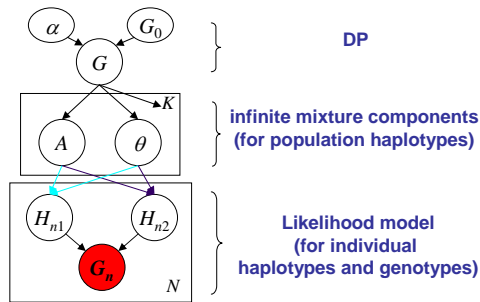 α G₀
DP
G
K
A θ
infinite mixture components
(for population haplotypes)
Hₙ₁ Hₙ₂
Likelihood model
(for individual
haplotypes and genotypes)
Gₙ
N